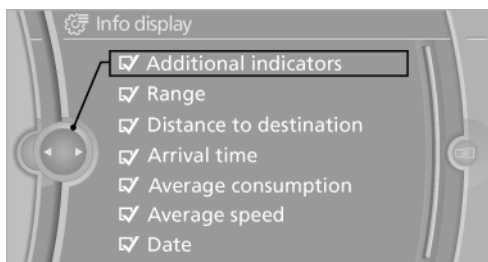 Info display
Additional indicators
Range
Distance to destination
Arrival time
Average consumption
Average speed
Date